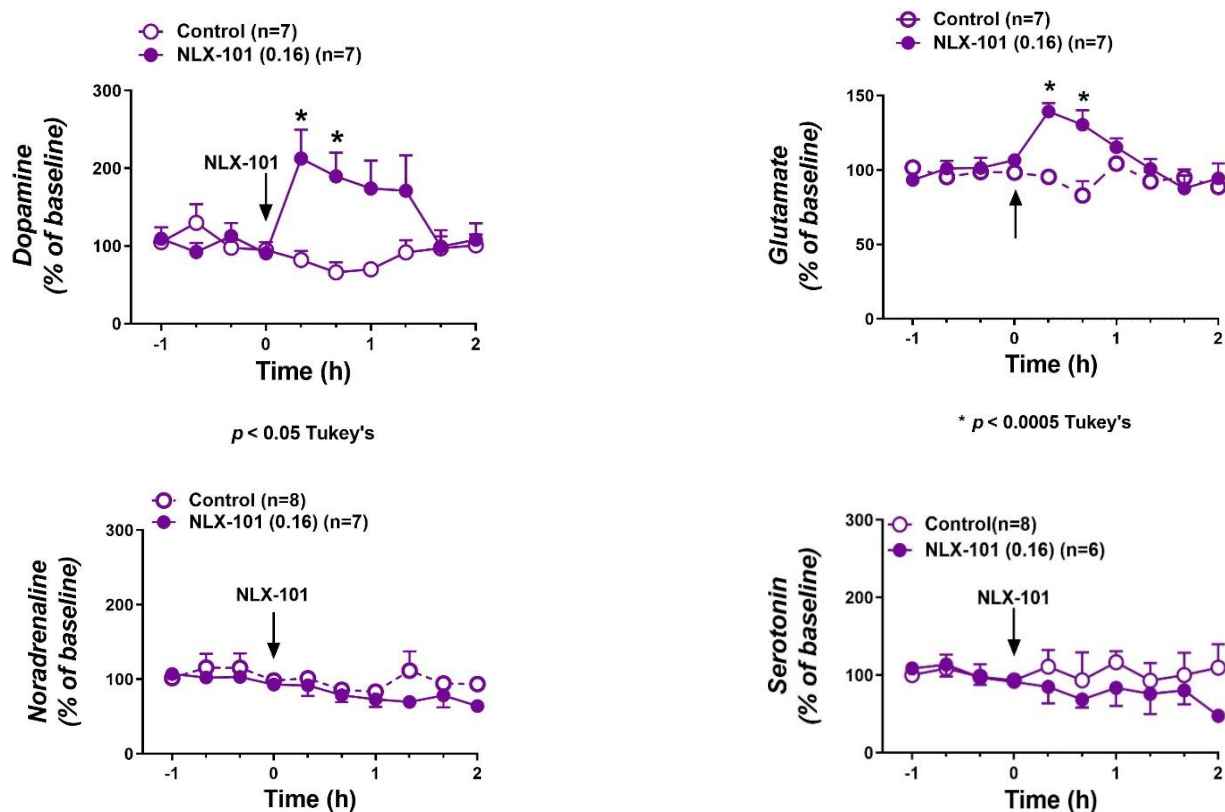 Control (n=7)
NLX-101 (0.16) (n=7)
Dopamine
(% of baseline)
300
200
100
0
NLX-101
*
*
-1
0
1
2
Time (h)
p < 0.05 Tukey's
Control (n=7)
NLX-101 (0.16) (n=7)
Glutamate
(% of baseline)
150
100
50
0
*
*
-1
0
1
2
Time (h)
* p < 0.0005 Tukey's
Control (n=8)
NLX-101 (0.16) (n=7)
Noradrenaline
(% of baseline)
300
200
100
0
NLX-101
-1
0
1
2
Time (h)
Control(n=8)
NLX-101 (0.16) (n=6)
Serotonin
(% of baseline)
300
200
100
0
NLX-101
-1
0
1
2
Time (h)